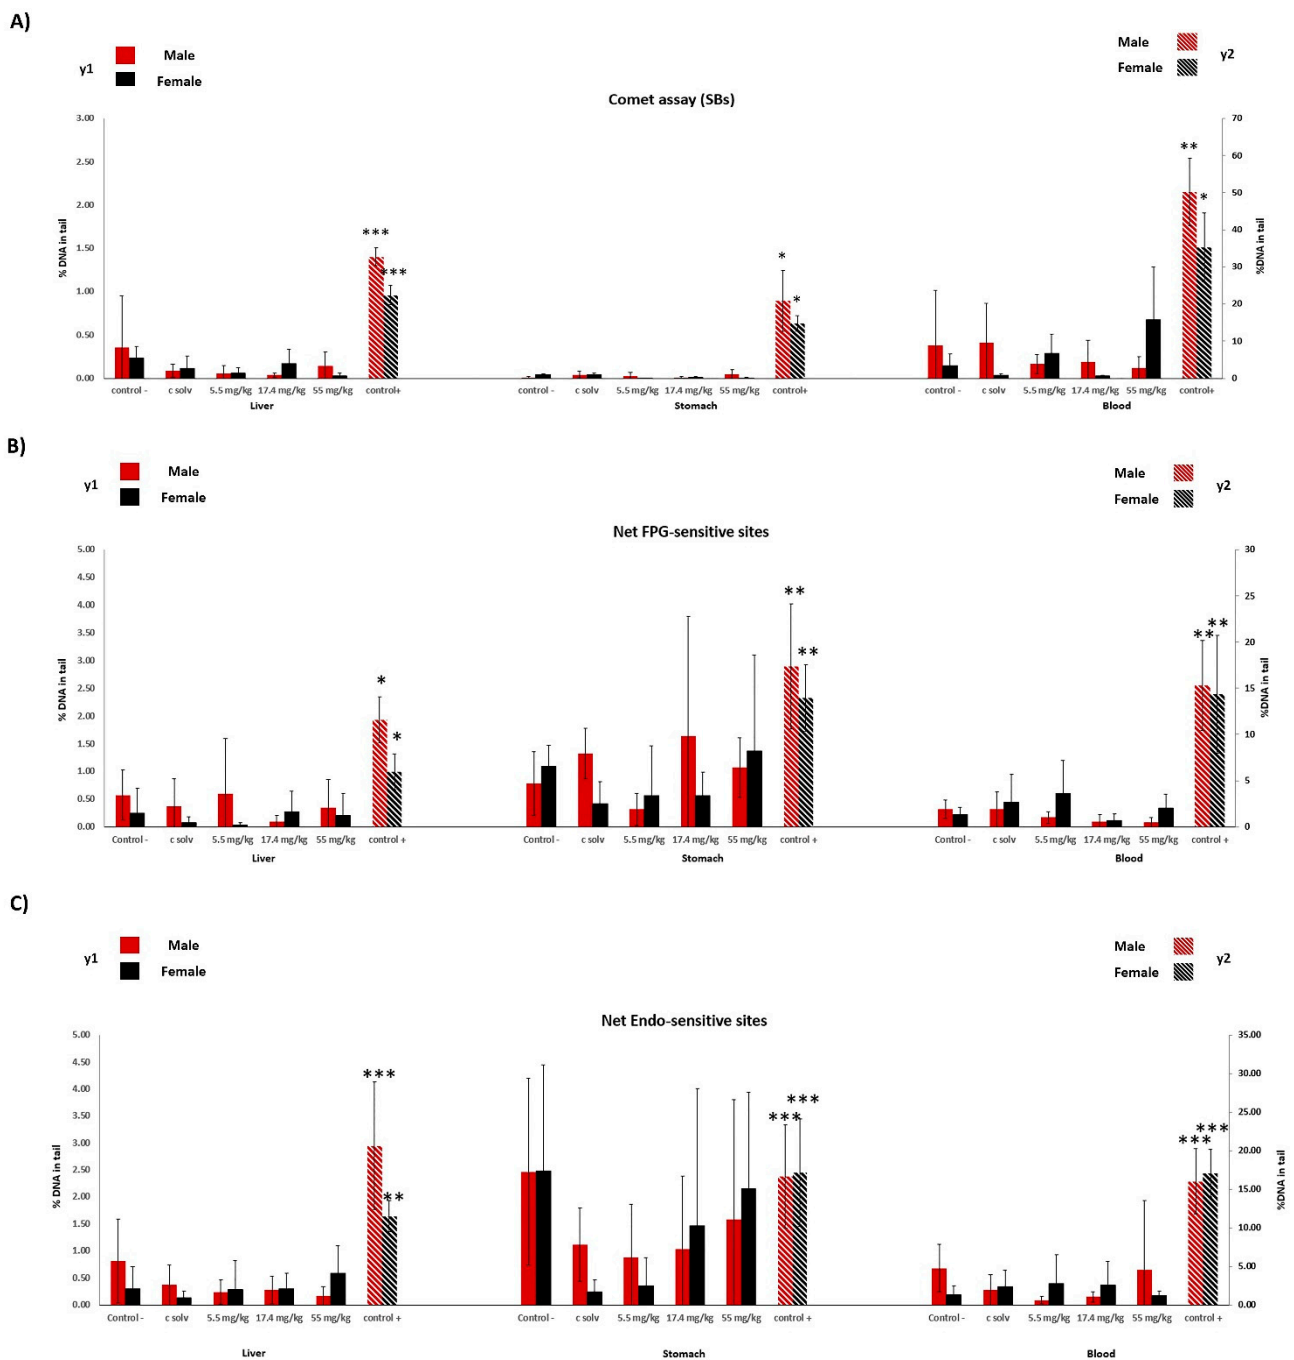 A)
y1
Male
Female
Male
Female
y2
Comet assay (SBs)
3.00
2.50
2.00
1.50
1.00
0.50
0.00
% DNA in tail
70
60
50
40
30
20
10
0
%DNA in tail
***
***
*
*
**
*
control - c solv 5.5 mg/kg 17.4 mg/kg 55 mg/kg control+
control - c solv 5.5 mg/kg 17.4 mg/kg 55 mg/kg control+
control - c solv 5.5 mg/kg 17.4 mg/kg 55 mg/kg control+
Liver Stomach Blood
B)
y1
Male
Female
Male
Female
y2
Net FPG-sensitive sites
5.00
4.50
4.00
3.50
3.00
2.50
2.00
1.50
1.00
0.50
0.00
% DNA in tail
30
25
20
15
10
5
0
%DNA in tail
*
*
**
**
**
**
Control - c solv 5.5 mg/kg 17.4 mg/kg 55 mg/kg control +
Control - c solv 5.5 mg/kg 17.4 mg/kg 55 mg/kg control +
Control - c solv 5.5 mg/kg 17.4 mg/kg 55 mg/kg control +
Liver Stomach Blood
C)
y1
Male
Female
Male
Female
y2
Net Endo-sensitive sites
5.00
4.50
4.00
3.50
3.00
2.50
2.00
1.50
1.00
0.50
0.00
% DNA in tail
35.00
30.00
25.00
20.00
15.00
10.00
5.00
0.00
%DNA in tail
***
**
***
***
***
***
Control - c solv 5.5 mg/kg 17.4 mg/kg 55 mg/kg control +
Control - c solv 5.5 mg/kg 17.4 mg/kg 55 mg/kg control +
Control - c solv 5.5 mg/kg 17.4 mg/kg 55 mg/kg control +
Liver Stomach Blood